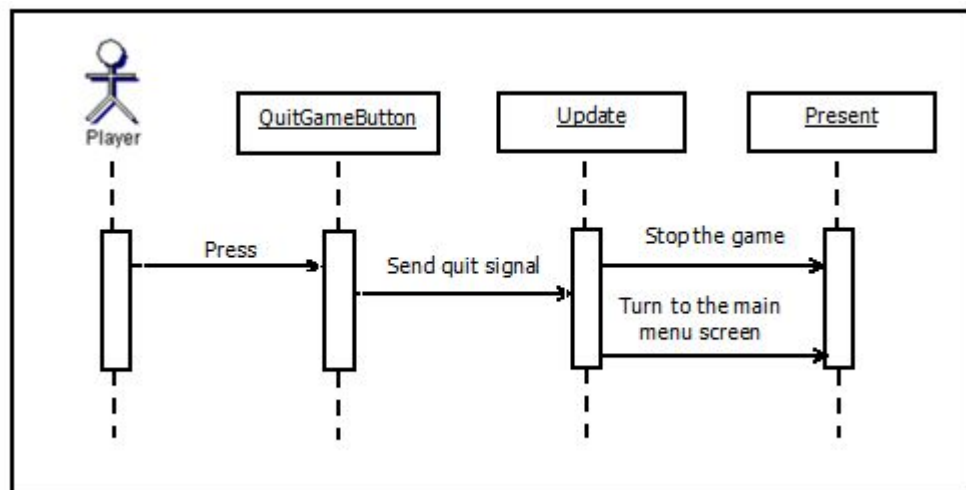 Player
QuitGameButton
Update
Present
Press
Send quit signal
Stop the game
Turn to the main
menu screen